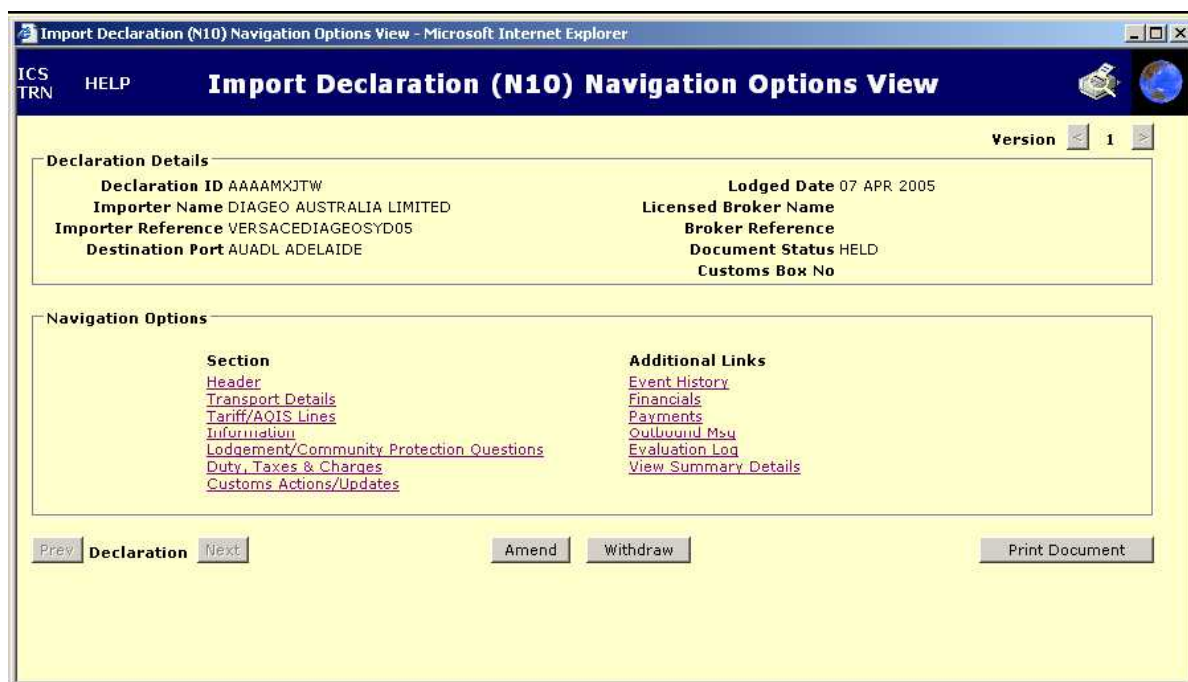 Import Declaration (N10) Navigation Options View - Microsoft Internet Explorer
ICS TRN HELP Import Declaration (N10) Navigation Options View
Version < 1 >
Declaration Details
Declaration ID AAAAMXJTW Lodged Date 07 APR 2005
Importer Name DIAGEO AUSTRALIA LIMITED Licensed Broker Name
Importer Reference VERSACEDIAGEOSYD05 Broker Reference
Destination Port AUADL ADELAIDE Document Status HELD
Customs Box No
Navigation Options
Section Additional Links
Header Event History
Transport Details Financials
Tariff/AQIS Lines Payments
Information Outbound Msg
Lodgement/Community Protection Questions Evaluation Log
Duty, Taxes & Charges View Summary Details
Customs Actions/Updates
Prev Declaration Next Amend Withdraw Print Document